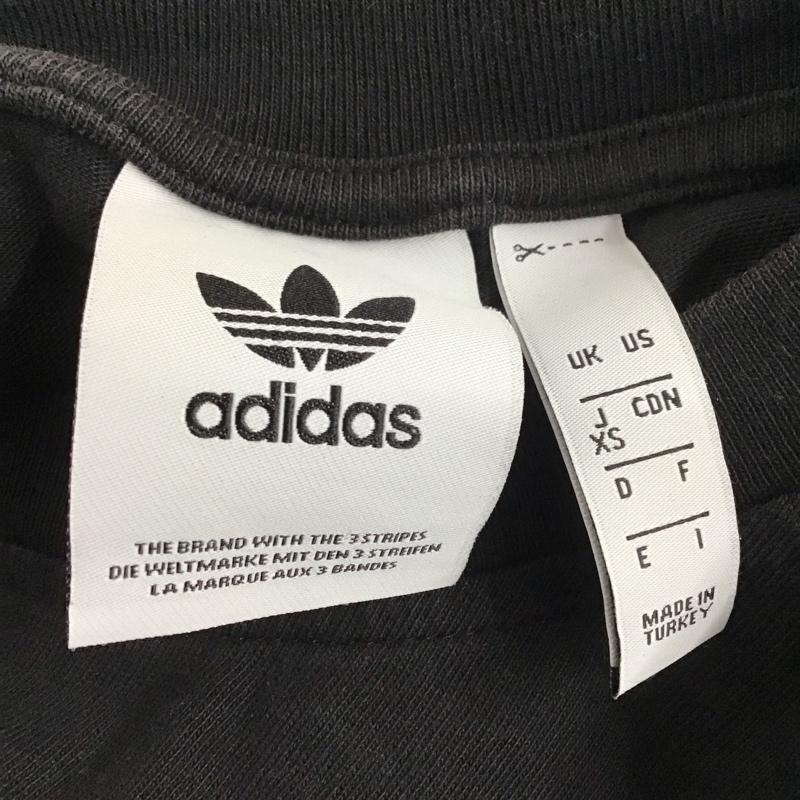 adidas
THE BRAND WITH THE 3 STRIPES
DIE WELTMARKE MIT DEN 3 STREIFEN
LA MARQUE AUX 3 BANDES
UK US
J CDN
XS
D F
E I
MADE IN
TURKEY